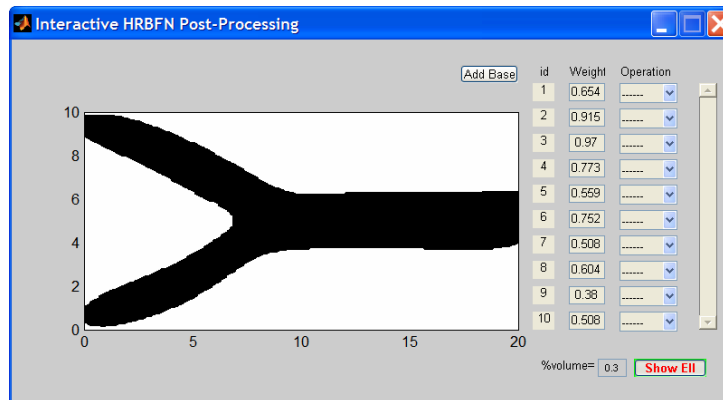 Interactive HRBFN Post-Processing
Add Base
id Weight Operation
1 0.654 ------
2 0.915 ------
3 0.97 ------
4 0.773 ------
5 0.559 ------
6 0.752 ------
7 0.508 ------
8 0.604 ------
9 0.38 ------
10 0.508 ------
10
8
6
4
2
0
0 5 10 15 20
%volume= 0.3 Show Ell